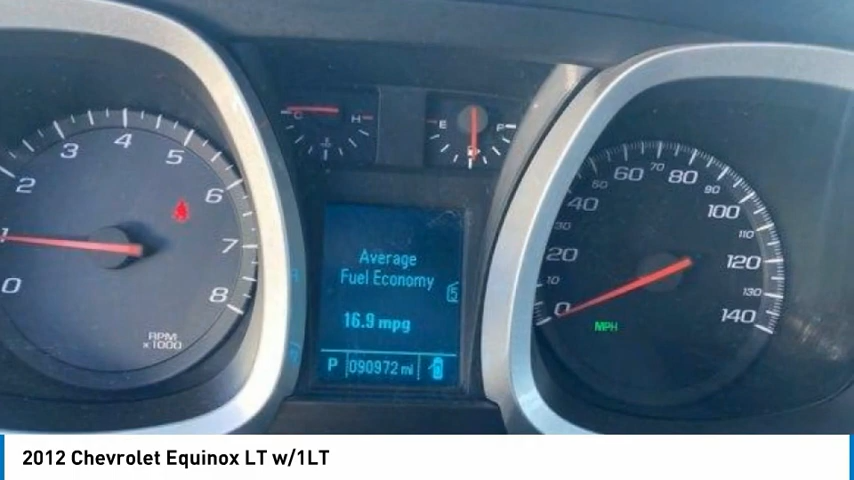 C H
E F
0 1 2 3 4 5 6 7 8
RPM
x1000
Average
Fuel Economy
16.9 mpg
P 090972 mi
0 10 20 30 40 50 60 70 80 90 100 110 120 130 140
MPH
2012 Chevrolet Equinox LT w/1LT